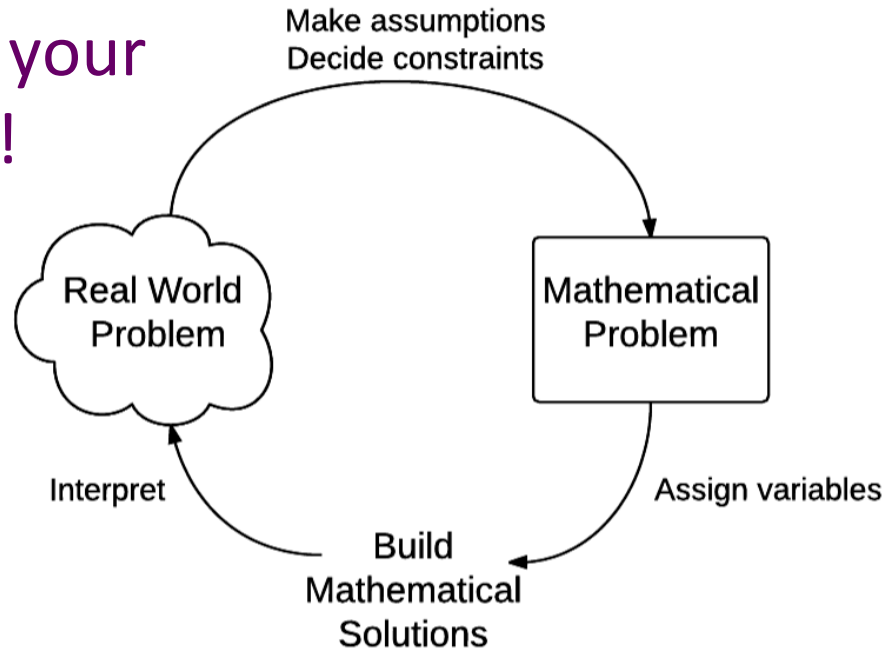 your
!
Make assumptions
Decide constraints
Real World
Problem
Mathematical
Problem
Assign variables
Build
Mathematical
Solutions
Interpret